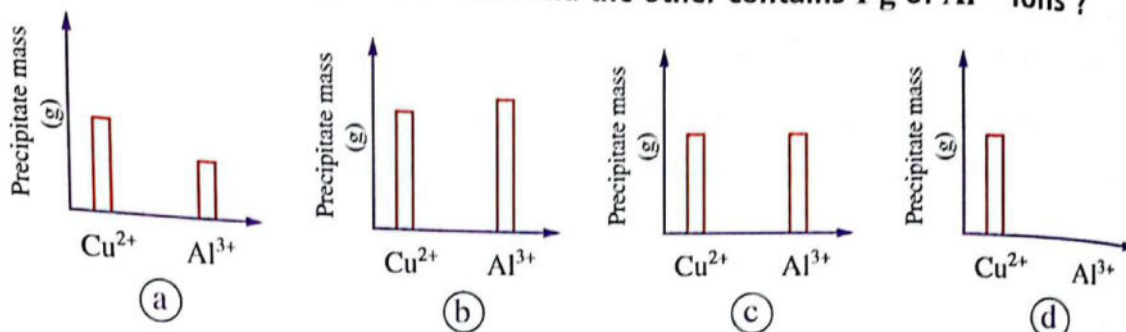 the other contains 1 g of Al³⁺ ions ?
Precipitate mass (g)
Cu²⁺ Al³⁺
a
Precipitate mass (g)
Cu²⁺ Al³⁺
b
Precipitate mass (g)
Cu²⁺ Al³⁺
c
Precipitate mass (g)
Cu²⁺ Al³⁺
d